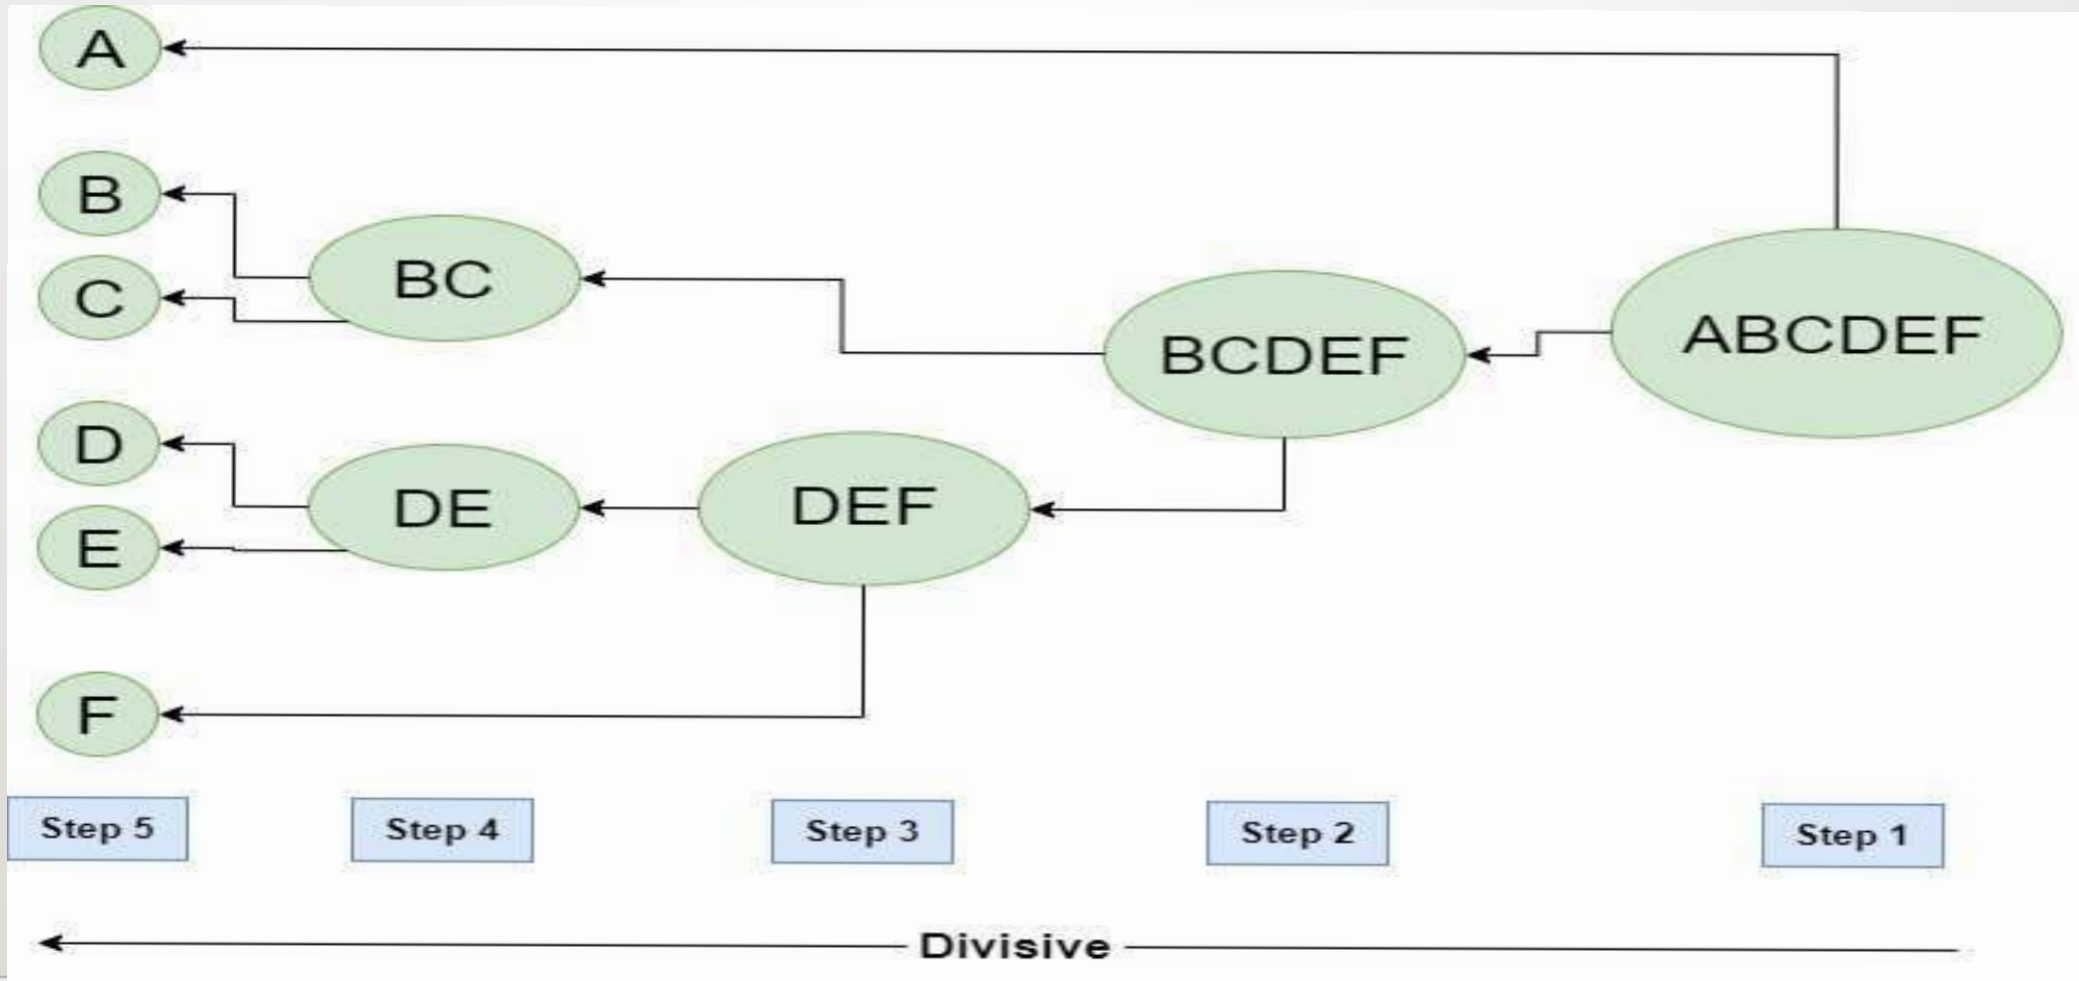 A
B
C
BC
BCDEF
ABCDEF
D
E
DE
DEF
F
Step 5
Step 4
Step 3
Step 2
Step 1
Divisive